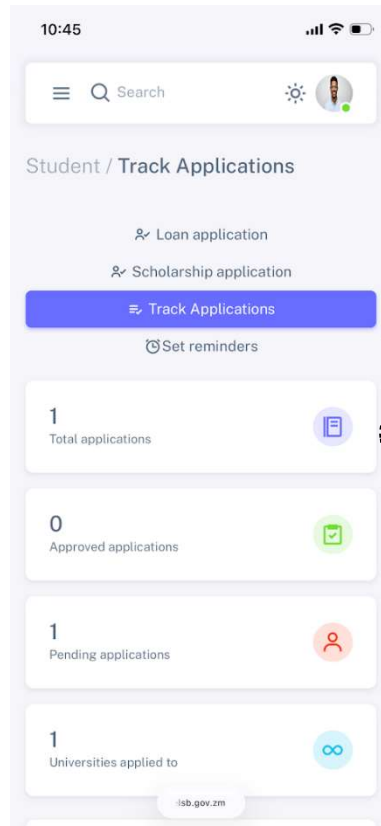 10:45
Search
Student / Track Applications
Loan application
Scholarship application
Track Applications
Set reminders
1
Total applications
0
Approved applications
1
Pending applications
1
Universities applied to
lsb.gov.zm